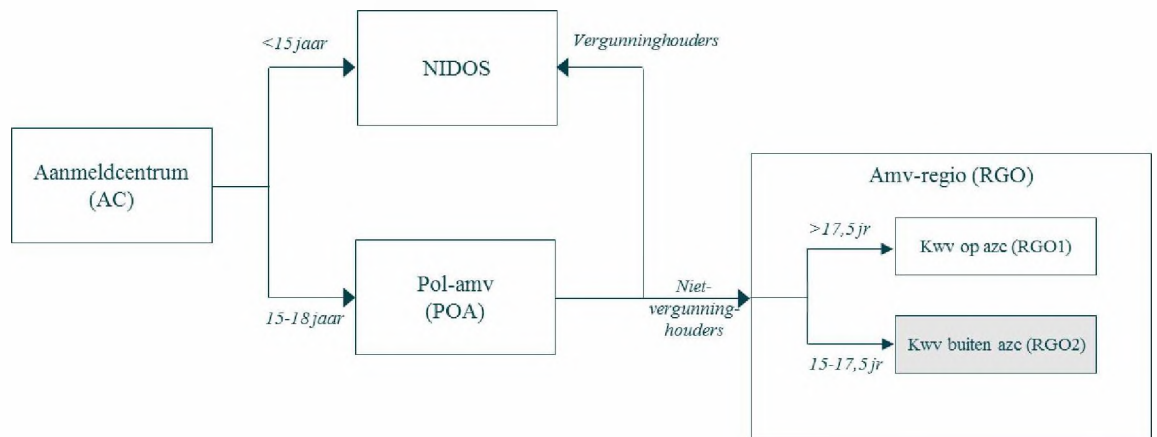 <15 jaar
Vergunninghouders
NIDOS
Aanmeldcentrum
(AC)
Amv-regio (RGO)
>17,5 jr
Kwv op azc (RGO1)
Pol-amv
(POA)
15-18 jaar
Niet-
vergunning-
houders
Kwv buiten azc (RGO2)
15-17,5 jr